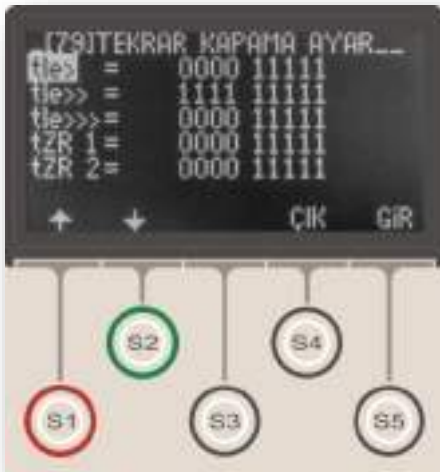 [79]TEKRAR KAPAMA AYAR__
tIe> = 0000 11111
tIe>> = 1111 11111
tIe>>>= 0000 11111
tZR 1= 0000 11111
tZR 2= 0000 11111
ÇIK GİR
S2 S4
S1 S3 S5